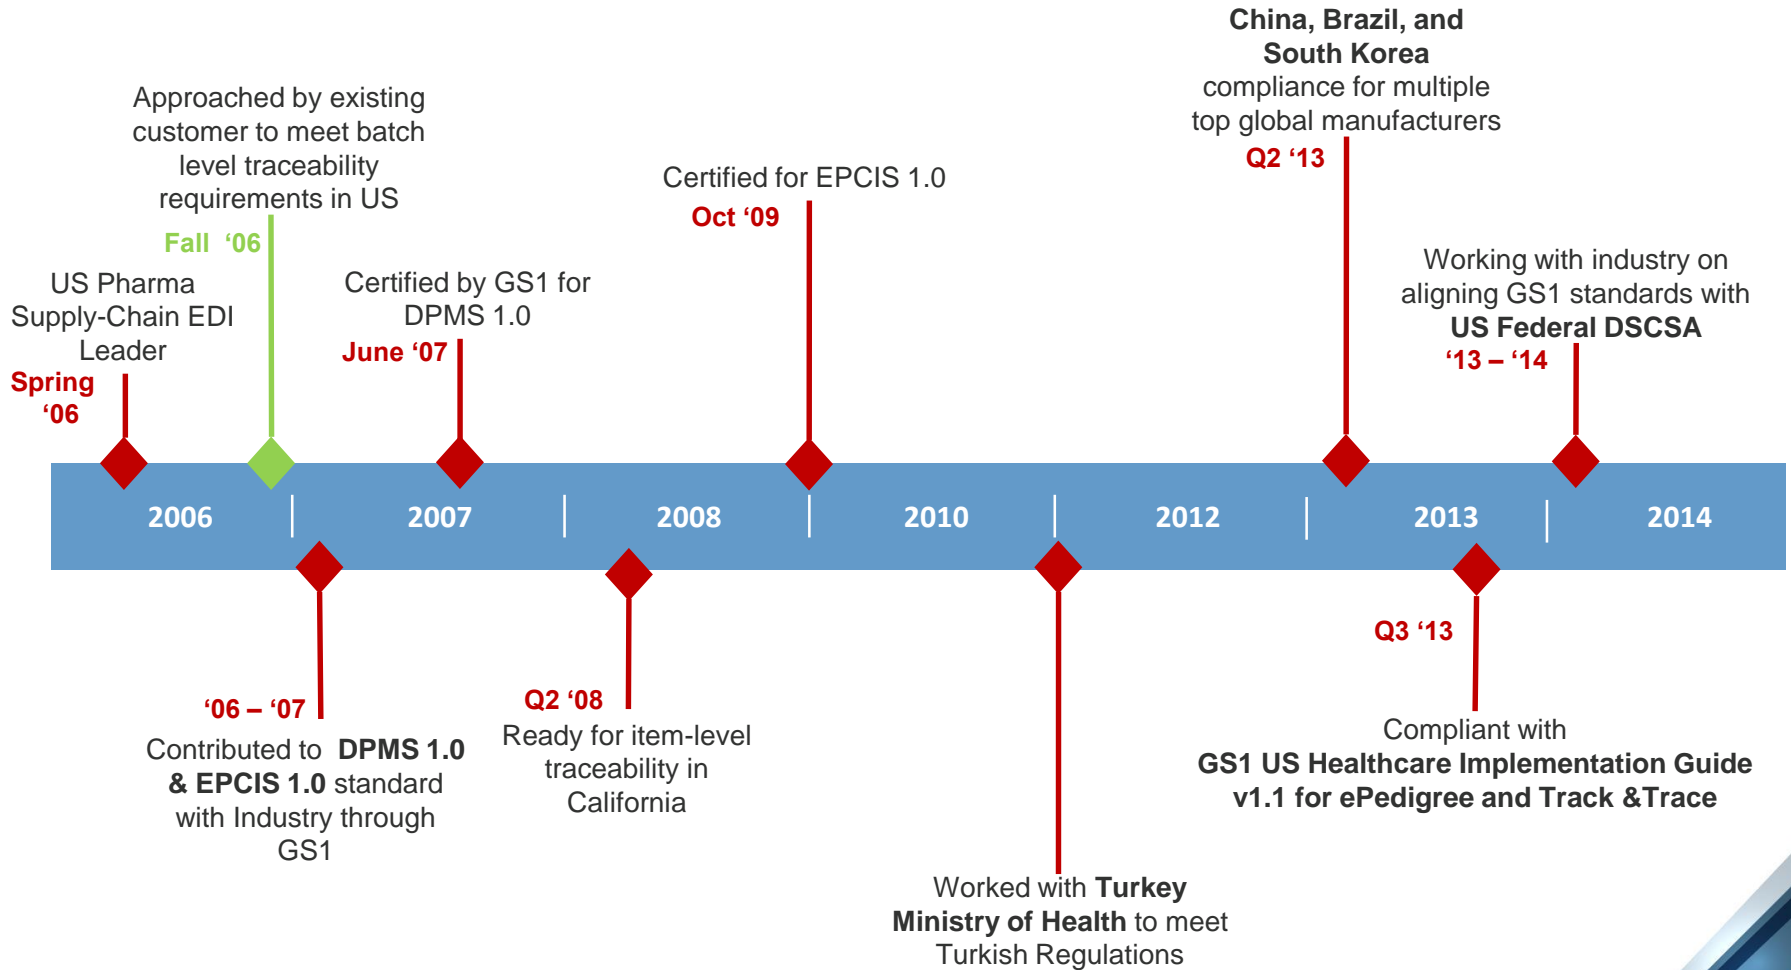 China, Brazil, and
South Korea
compliance for multiple
top global manufacturers
Q2 ‘13
Approached by existing
customer to meet batch
level traceability
requirements in US
Fall ‘06
Certified for EPCIS 1.0
Oct ‘09
US Pharma
Supply-Chain EDI
Leader
Spring
‘06
Certified by GS1 for
DPMS 1.0
June ‘07
Working with industry on
aligning GS1 standards with
US Federal DSCSA
‘13 – ‘14
2006
2007
2008
2010
2012
2013
2014
‘06 – ‘07
Contributed to DPMS 1.0
& EPCIS 1.0 standard
with Industry through
GS1
Q2 ‘08
Ready for item-level
traceability in
California
Worked with Turkey
Ministry of Health to meet
Turkish Regulations
Q3 ‘13
Compliant with
GS1 US Healthcare Implementation Guide
v1.1 for ePedigree and Track &Trace